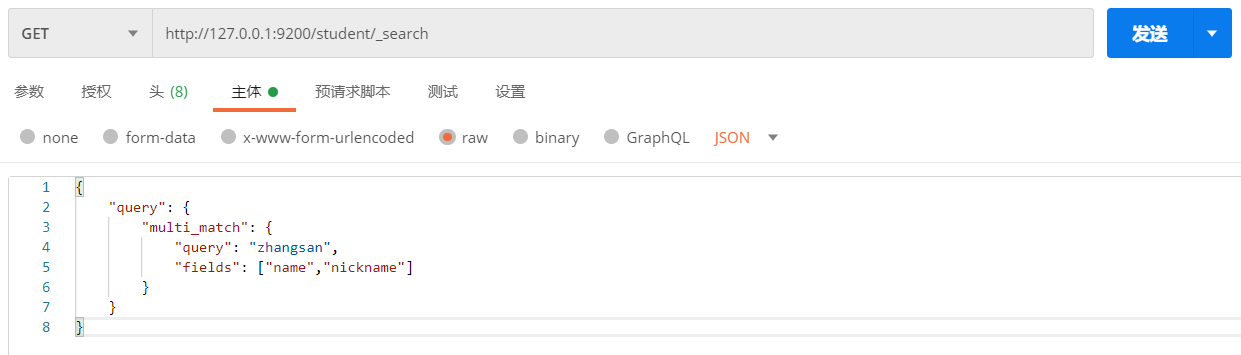 GET http://127.0.0.1:9200/student/_search 发送
参数 授权 头 (8) 主体 预请求脚本 测试 设置
none form-data x-www-form-urlencoded raw binary GraphQL JSON
1 {
2 "query": {
3 "multi_match": {
4 "query": "zhangsan",
5 "fields": ["name","nickname"]
6 }
7 }
8 }